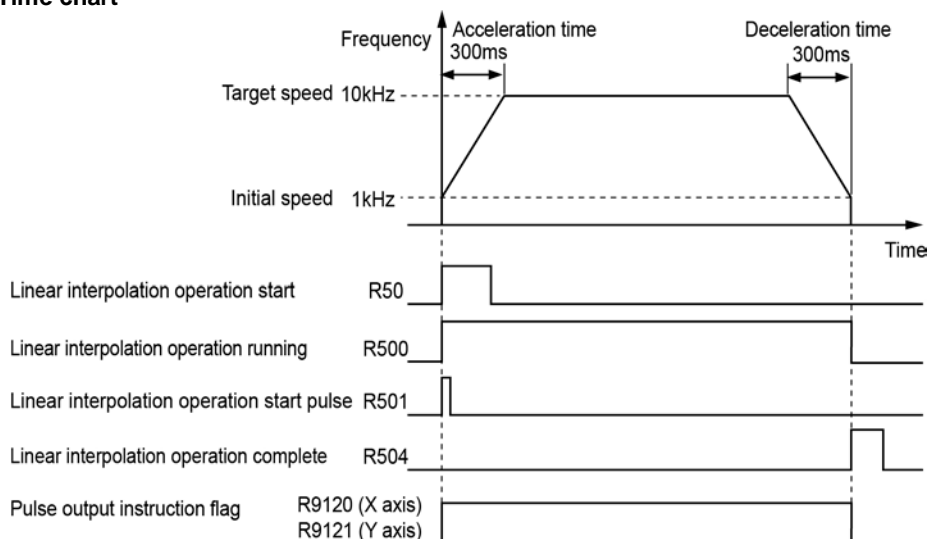 Time chart
Frequency
Acceleration time
300ms
Deceleration time
300ms
Target speed 10kHz
Initial speed 1kHz
Time
Linear interpolation operation start R50
Linear interpolation operation running R500
Linear interpolation operation start pulse R501
Linear interpolation operation complete R504
Pulse output instruction flag R9120 (X axis)
R9121 (Y axis)